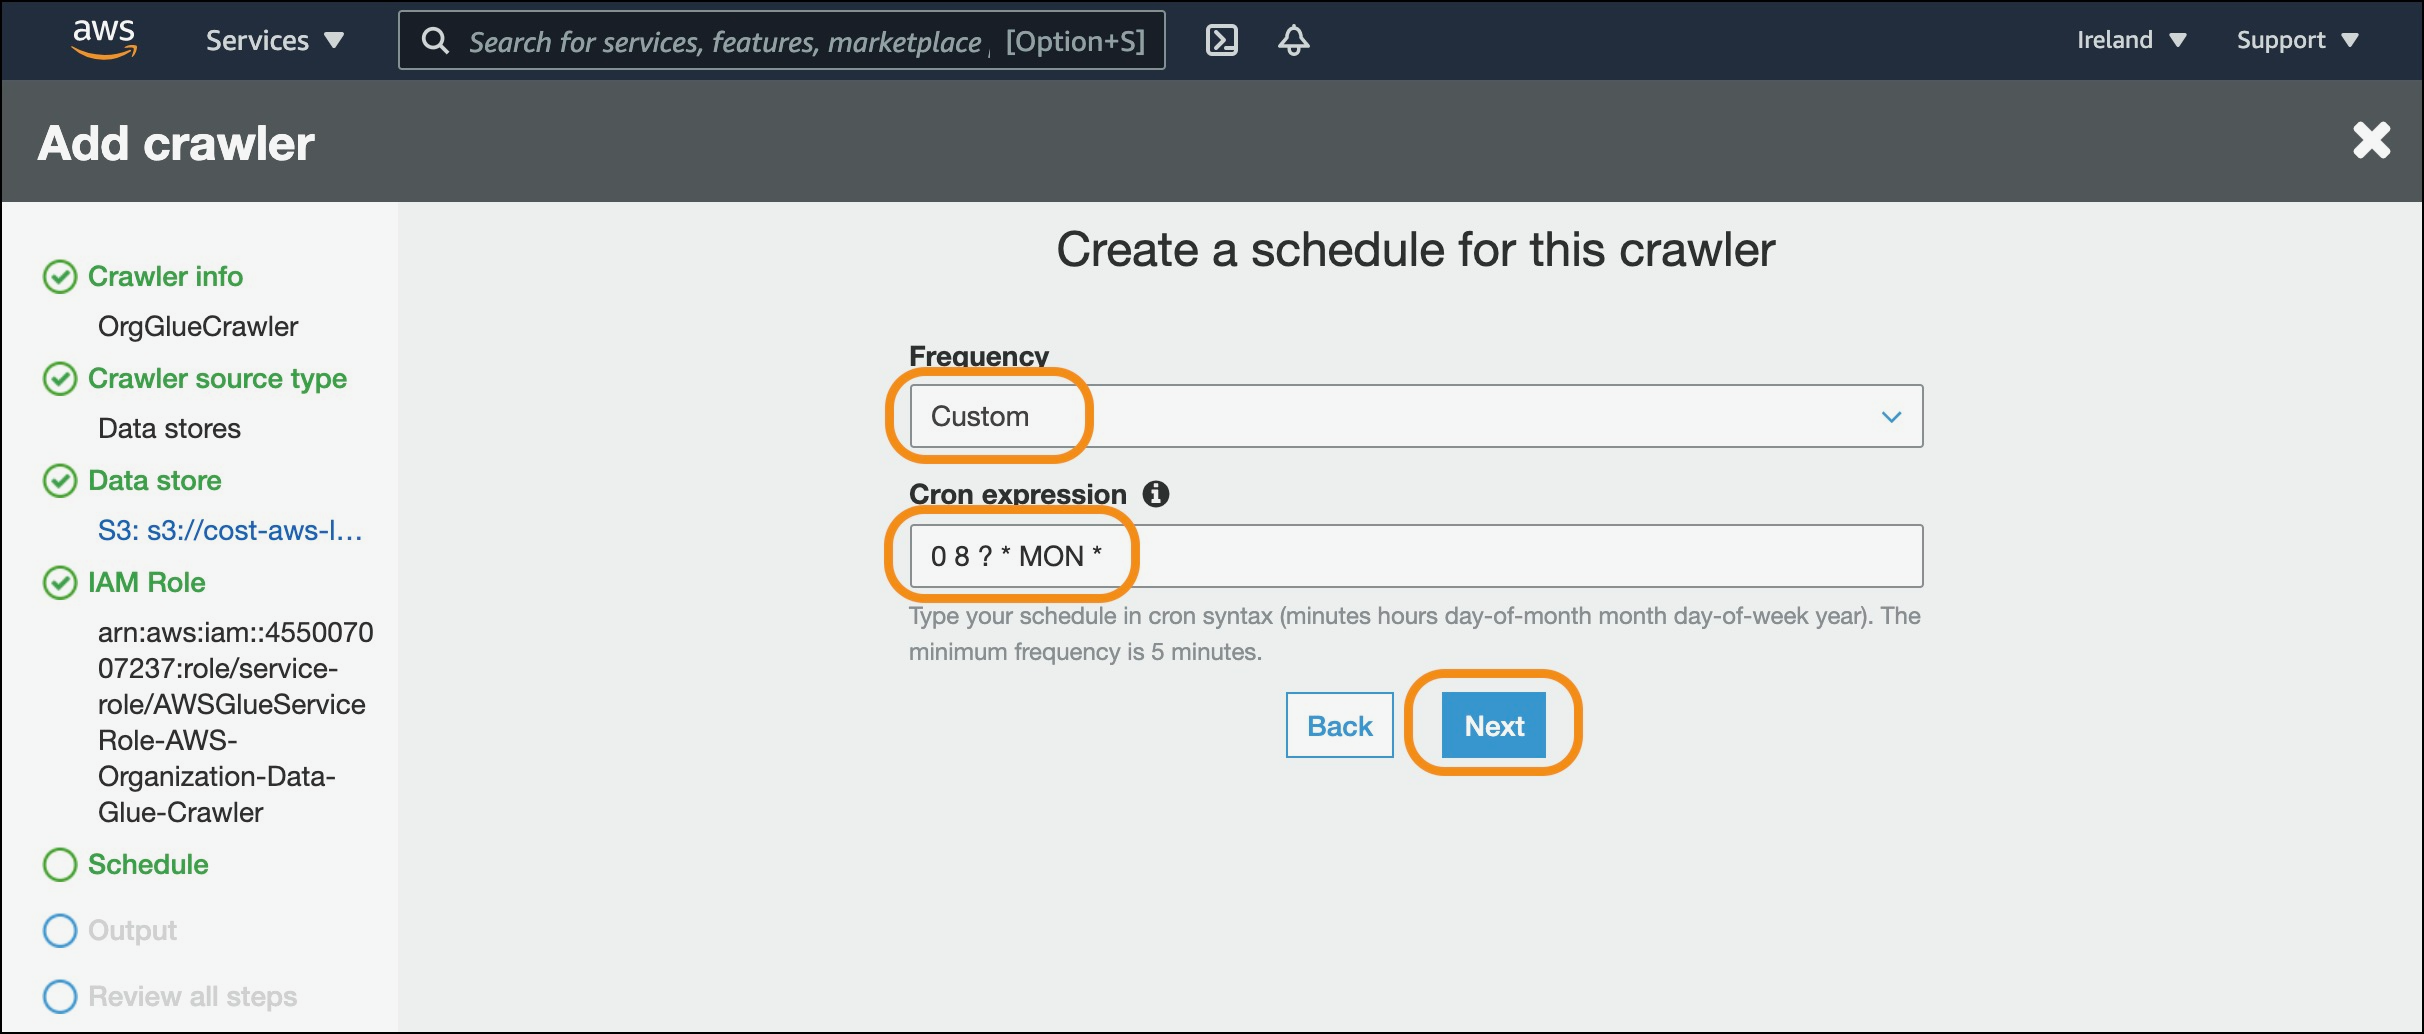 aws
Services
Search for services, features, marketplace [Option+S]
Ireland
Support
Add crawler
Crawler info
OrgGlueCrawler
Crawler source type
Data stores
Data store
S3: s3://cost-aws-l...
IAM Role
arn:aws:iam::4550070
07237:role/service-
role/AWSGlueService
Role-AWS-
Organization-Data-
Glue-Crawler
Schedule
Output
Review all steps
Create a schedule for this crawler
Frequency
Custom
Cron expression
0 8 ? * MON *
Type your schedule in cron syntax (minutes hours day-of-month month day-of-week year). The
minimum frequency is 5 minutes.
Back
Next